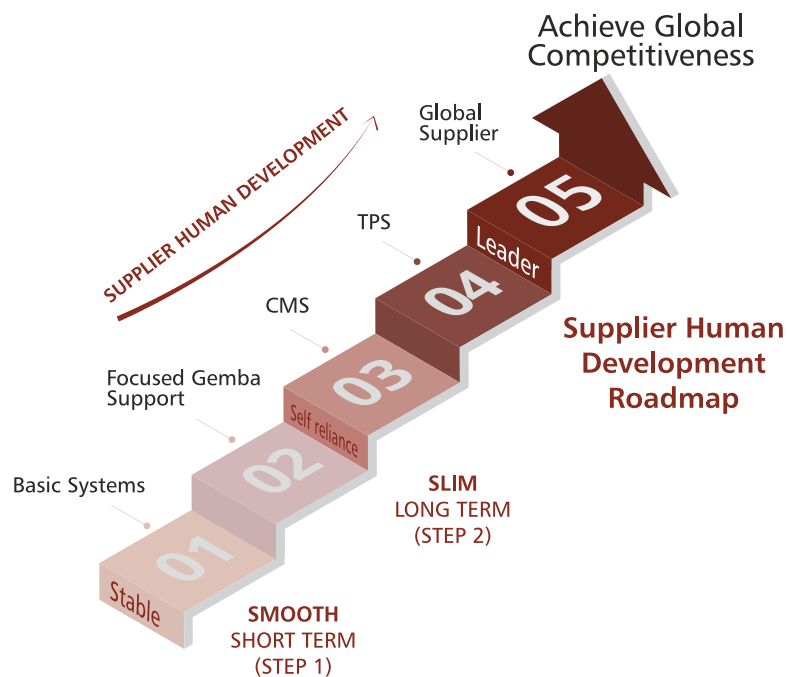 Achieve Global
Competitiveness
Global
Supplier
SUPPLIER HUMAN DEVELOPMENT
05
Leader
TPS
04
CMS
03
Supplier Human
Development
Roadmap
Focused Gemba
Support
Self reliance
02
Basic Systems
SLIM
LONG TERM
(STEP 2)
01
Stable
SMOOTH
SHORT TERM
(STEP 1)